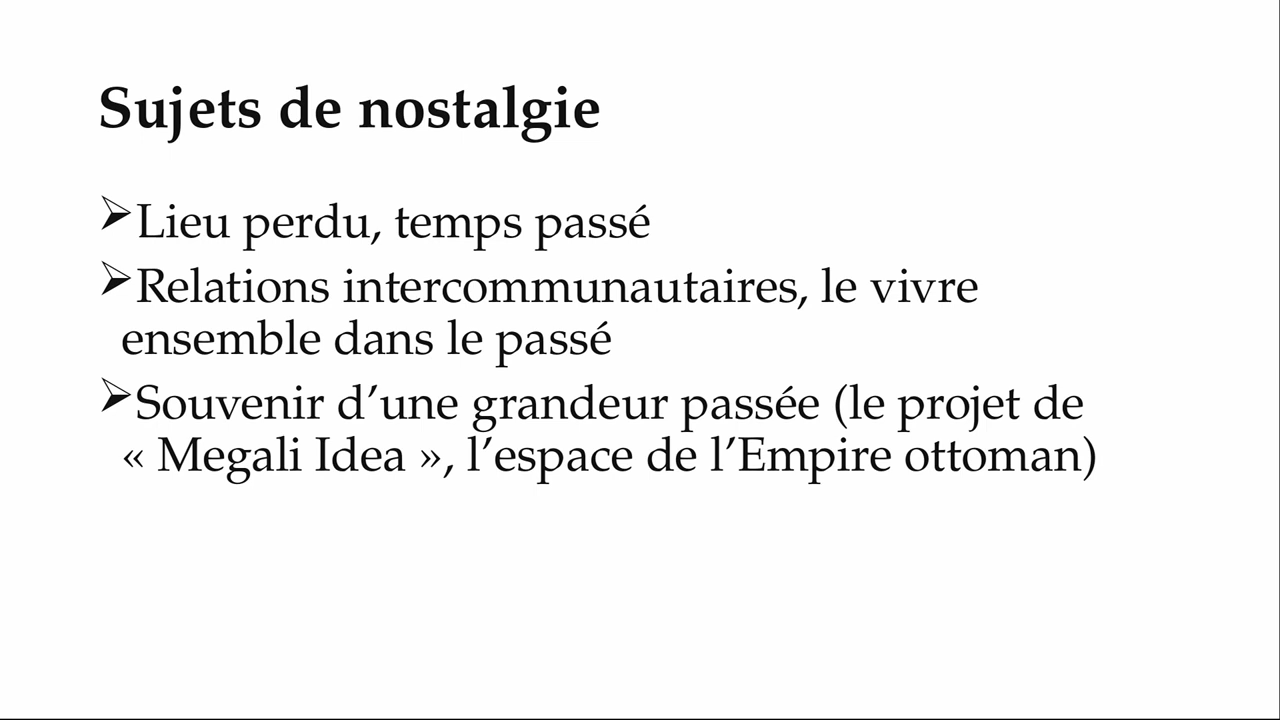 Sujets de nostalgie
➢Lieu perdu, temps passé
➢Relations intercommunautaires, le vivre
ensemble dans le passé
➢Souvenir d’une grandeur passée (le projet de
« Megali Idea », l’espace de l’Empire ottoman)